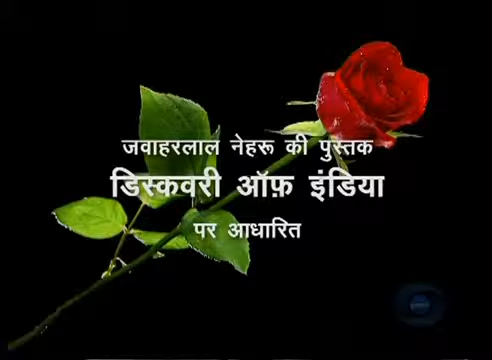 जवाहरलाल नेहरू की पुस्तक
डिस्कवरी ऑफ़ इंडिया
पर आधारित